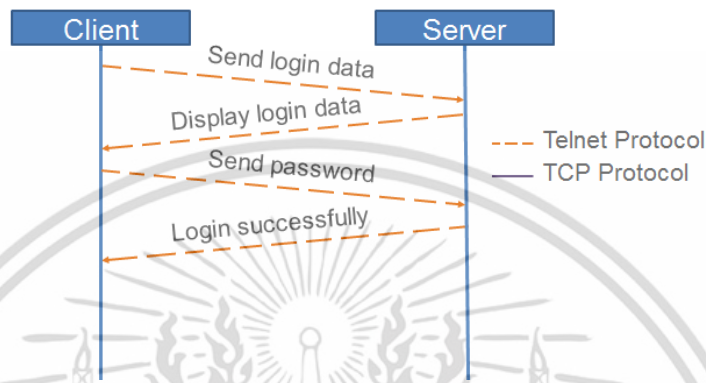 Client
Server
Send login data
Display login data
Send password
Login successfully
Telnet Protocol
TCP Protocol